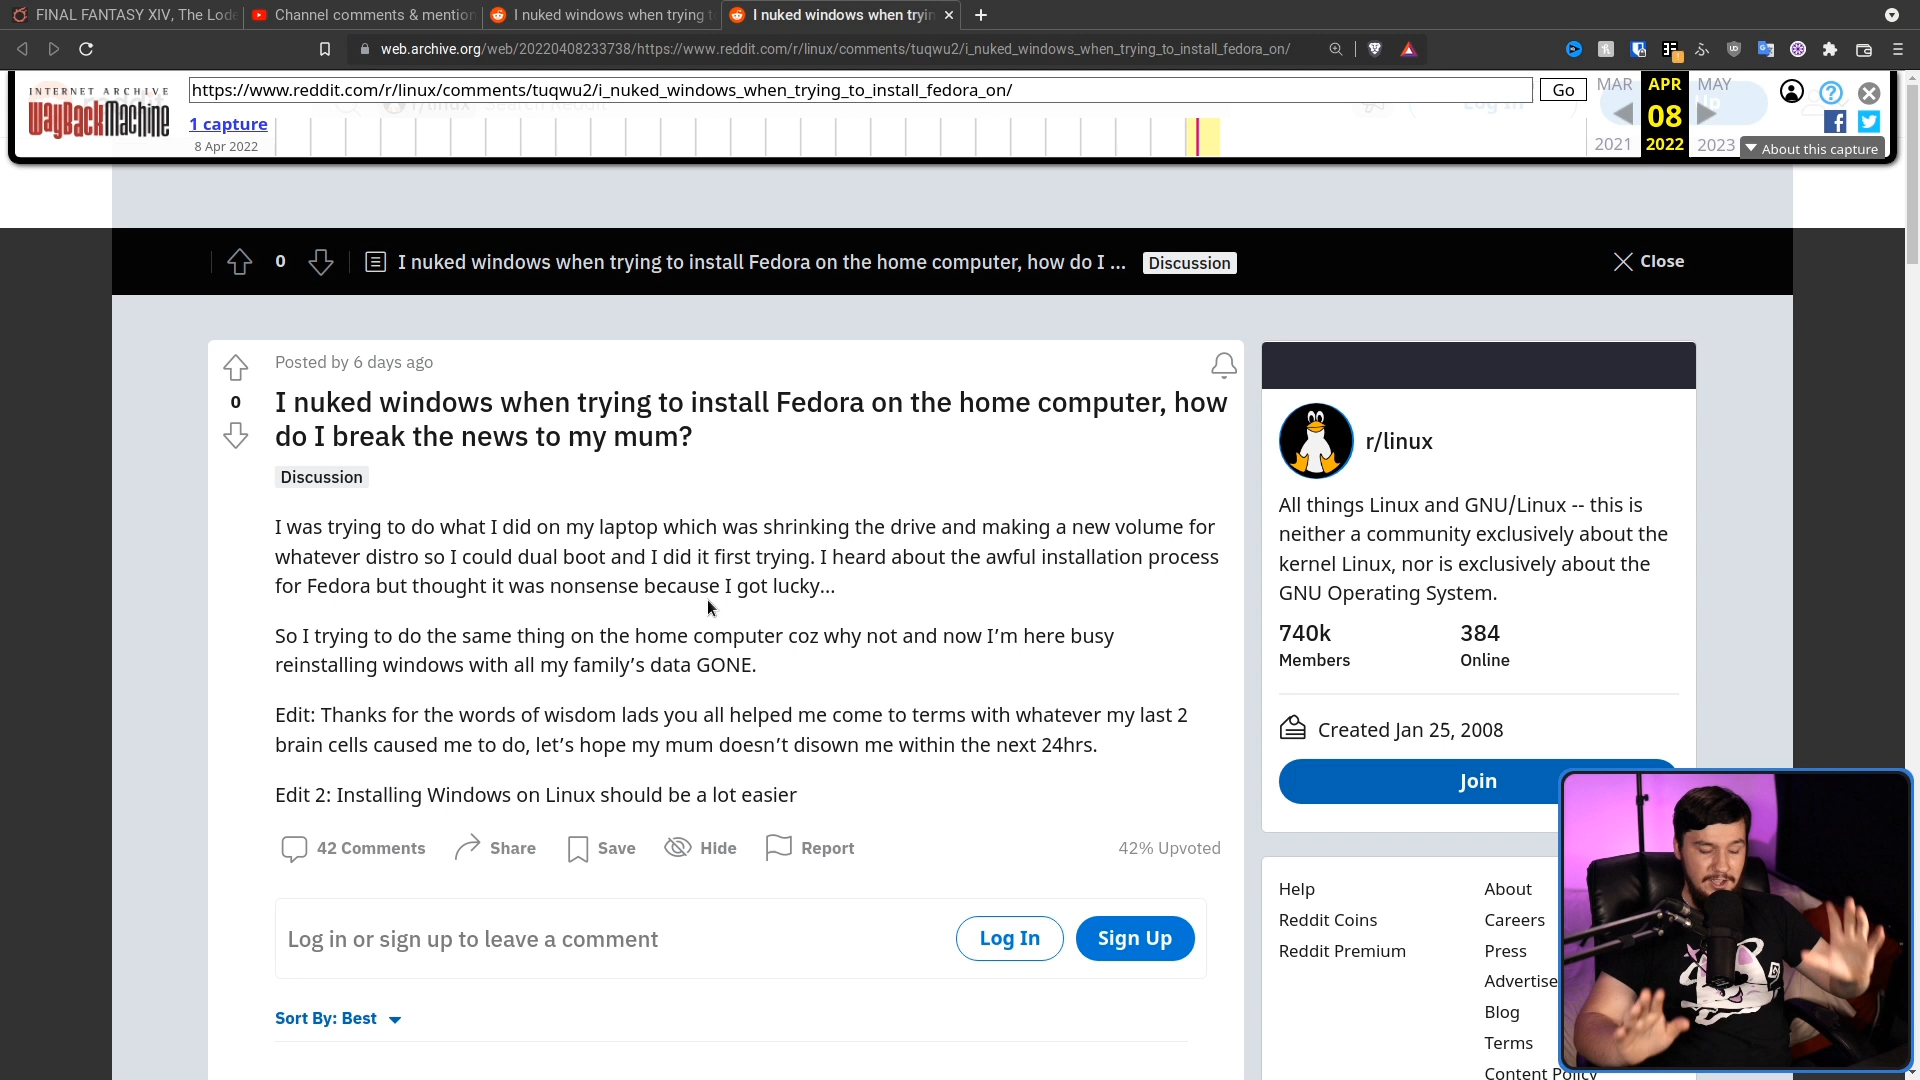 FINAL FANTASY XIV, The Lode
Channel comments & mention
I nuked windows when trying t
I nuked windows when tryin
web.archive.org/web/20220408233738/https://www.reddit.com/r/linux/comments/tuqwu2/i_nuked_windows_when_trying_to_install_fedora_on/
INTERNET ARCHIVE
WayBackMachine
https://www.reddit.com/r/linux/comments/tuqwu2/i_nuked_windows_when_trying_to_install_fedora_on/
Go
MAR
APR
MAY
1 capture
08
8 Apr 2022
2021
2022
2023
About this capture
0
I nuked windows when trying to install Fedora on the home computer, how do I ...
Discussion
Close
Posted by 6 days ago
0
I nuked windows when trying to install Fedora on the home computer, how
do I break the news to my mum?
Discussion
I was trying to do what I did on my laptop which was shrinking the drive and making a new volume for
whatever distro so I could dual boot and I did it first trying. I heard about the awful installation process
for Fedora but thought it was nonsense because I got lucky...
So I trying to do the same thing on the home computer coz why not and now I'm here busy
reinstalling windows with all my family's data GONE.
Edit: Thanks for the words of wisdom lads you all helped me come to terms with whatever my last 2
brain cells caused me to do, let's hope my mum doesn't disown me within the next 24hrs.
Edit 2: Installing Windows on Linux should be a lot easier
42 Comments
Share
Save
Hide
Report
42% Upvoted
Log in or sign up to leave a comment
Log In
Sign Up
Sort By: Best
r/linux
All things Linux and GNU/Linux -- this is
neither a community exclusively about the
kernel Linux, nor is exclusively about the
GNU Operating System.
740k
384
Members
Online
Created Jan 25, 2008
Join
Help
About
Reddit Coins
Careers
Reddit Premium
Press
Advertise
Blog
Terms
Content Policy